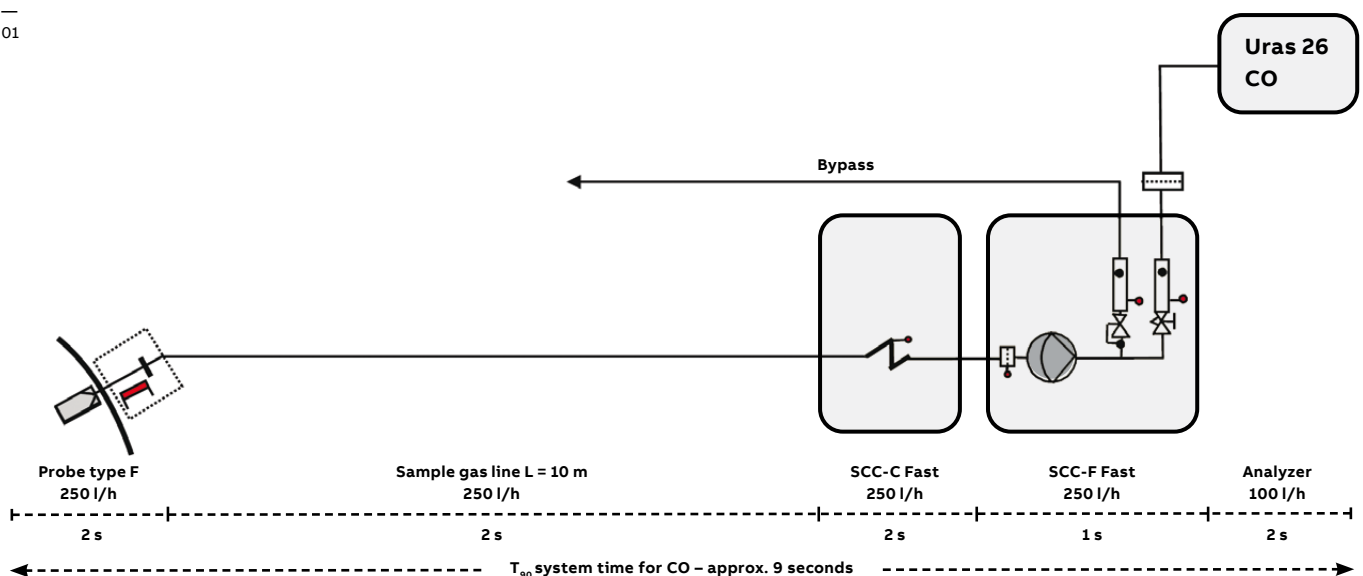 01
Uras 26
CO
Bypass
Probe type F
250 l/h
Sample gas line L = 10 m
250 l/h
SCC-C Fast
250 l/h
SCC-F Fast
250 l/h
Analyzer
100 l/h
2 s
2 s
2 s
1 s
2 s
T90 system time for CO – approx. 9 seconds